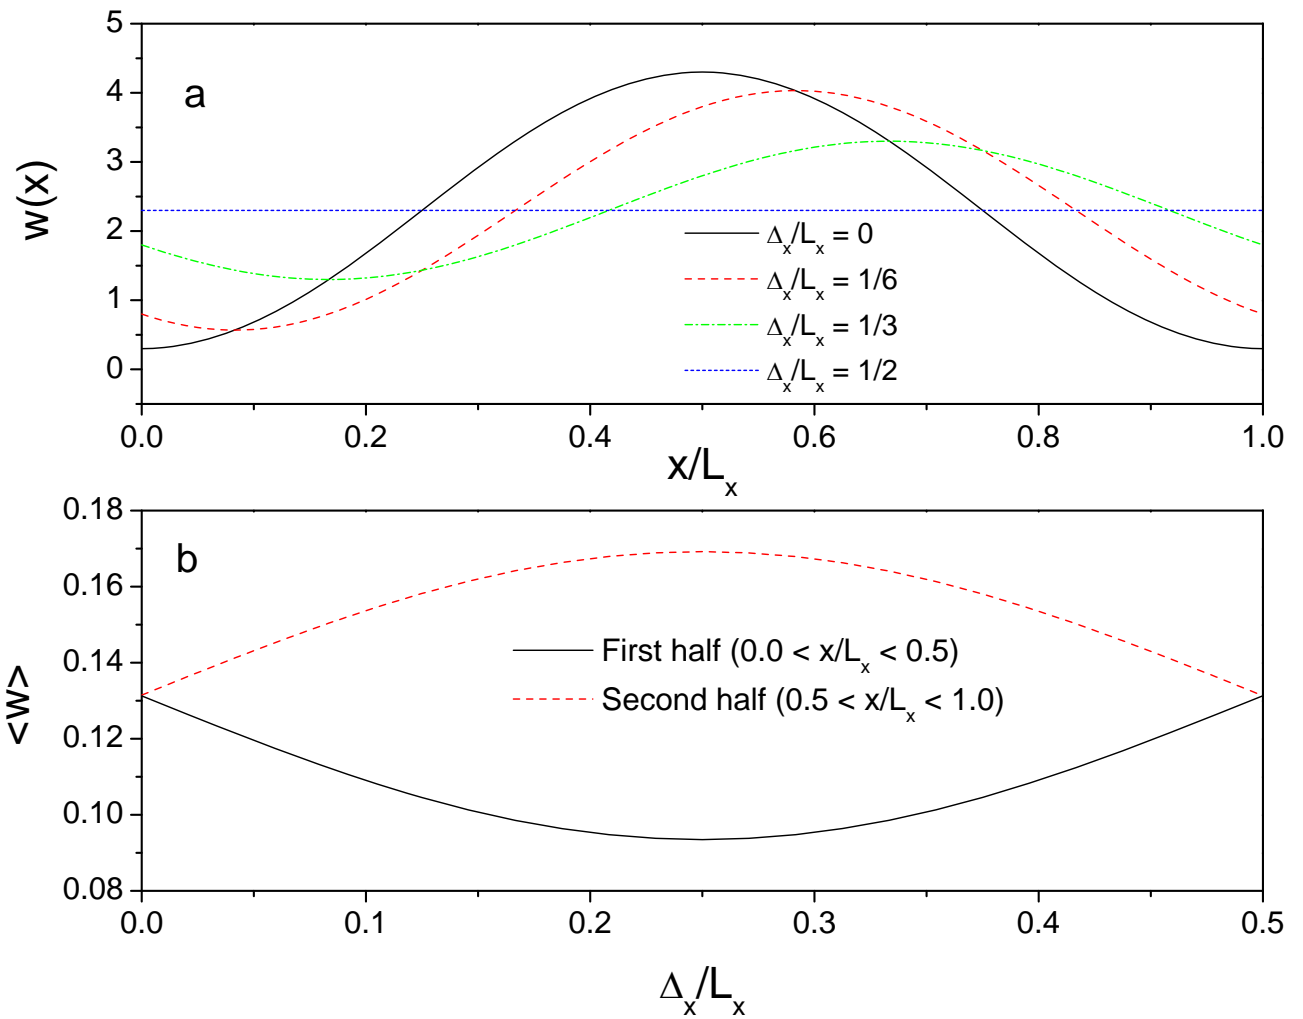 5
4
3
2
1
0
w(x)
a
Δx/Lx = 0
Δx/Lx = 1/6
Δx/Lx = 1/3
Δx/Lx = 1/2
0.0 0.2 0.4 0.6 0.8 1.0
x/Lx
0.18
0.16
0.14
0.12
0.10
0.08
<w>
b
First half (0.0 < x/Lx < 0.5)
Second half (0.5 < x/Lx < 1.0)
0.0 0.1 0.2 0.3 0.4 0.5
Δx/Lx